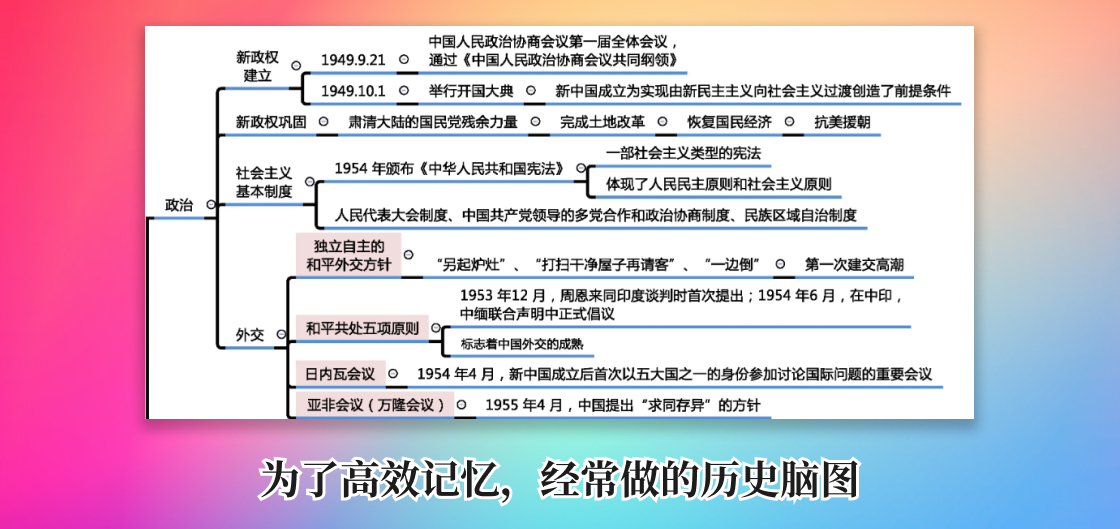 新政权
建立
1949.9.21
中国人民政治协商会议第一届全体会议，
通过《中国人民政治协商会议共同纲领》
1949.10.1
举行开国大典
新中国成立为实现由新民主主义向社会主义过渡创造了前提条件
新政权巩固
肃清大陆的国民党残余力量
完成土地改革
恢复国民经济
抗美援朝
政治
社会主义
基本制度
1954 年颁布《中华人民共和国宪法》
一部社会主义类型的宪法
体现了人民民主原则和社会主义原则
人民代表大会制度、中国共产党领导的多党合作和政治协商制度、民族区域自治制度
外交
独立自主的
和平外交方针
“另起炉灶”、“打扫干净屋子再请客”、“一边倒”
第一次建交高潮
和平共处五项原则
1953 年12 月，周恩来同印度谈判时首次提出；1954 年6 月，在中印，
中缅联合声明中正式倡议
标志着中国外交的成熟
日内瓦会议
1954 年4 月，新中国成立后首次以五大国之一的身份参加讨论国际问题的重要会议
亚非会议（万隆会议）
1955 年4 月，中国提出“求同存异”的方针
为了高效记忆，经常做的历史脑图